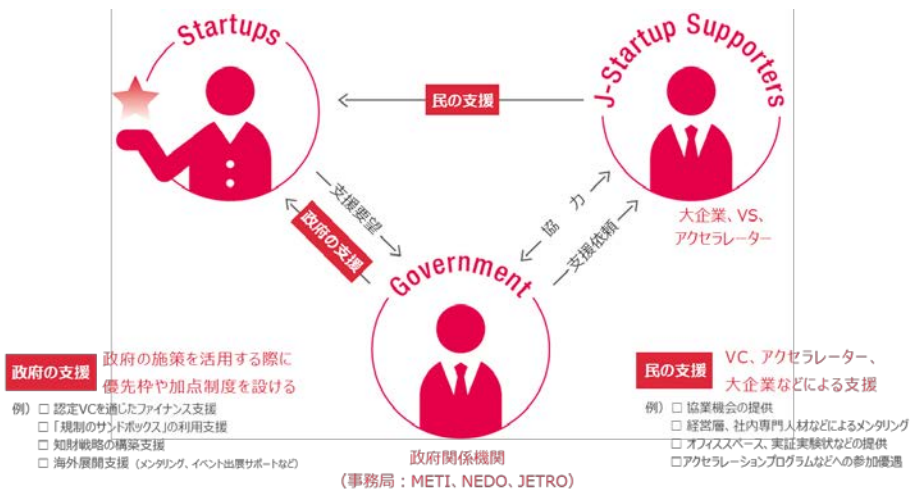 Startups
J-Startup Supporters
民の支援
支援要望
政府の支援
協 力
支援依頼
大企業、VS、
アクセラレーター
Government
政府の支援
政府の施策を活用する際に
優先枠や加点制度を設ける
例）□ 認定VCを通じたファイナンス支援
□ 「規制のサンドボックス」の利用支援
□ 知財戦略の構築支援
□ 海外展開支援（メンタリング、イベント出展サポートなど）
民の支援
VC、アクセラレーター、
大企業などによる支援
例）□ 協業機会の提供
□ 経営層、社内専門人材などによるメンタリング
□ オフィススペース、実証実験状などの提供
□アクセラレーションプログラムなどへの参加優遇
政府関係機関
（事務局：METI、NEDO、JETRO）